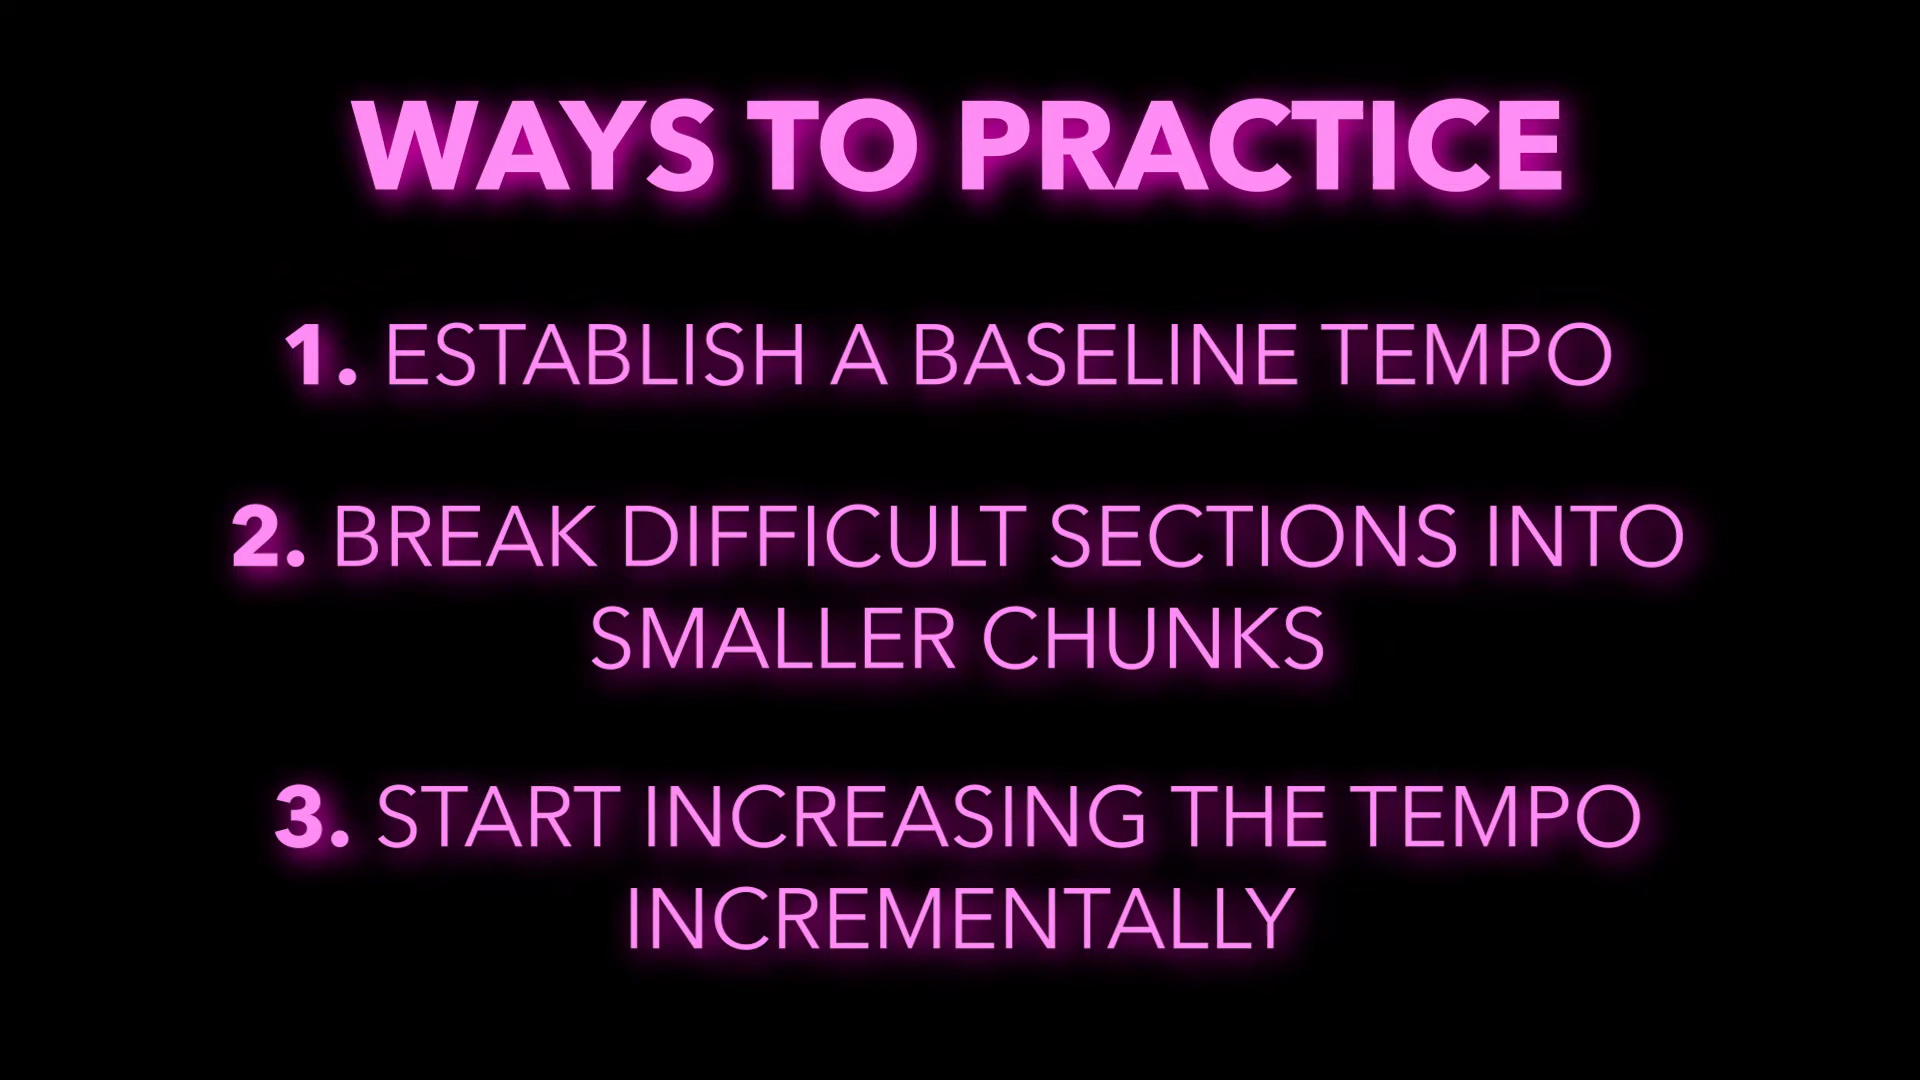 WAYS TO PRACTICE
1. ESTABLISH A BASELINE TEMPO
2. BREAK DIFFICULT SECTIONS INTO
SMALLER CHUNKS
3. START INCREASING THE TEMPO
INCREMENTALLY